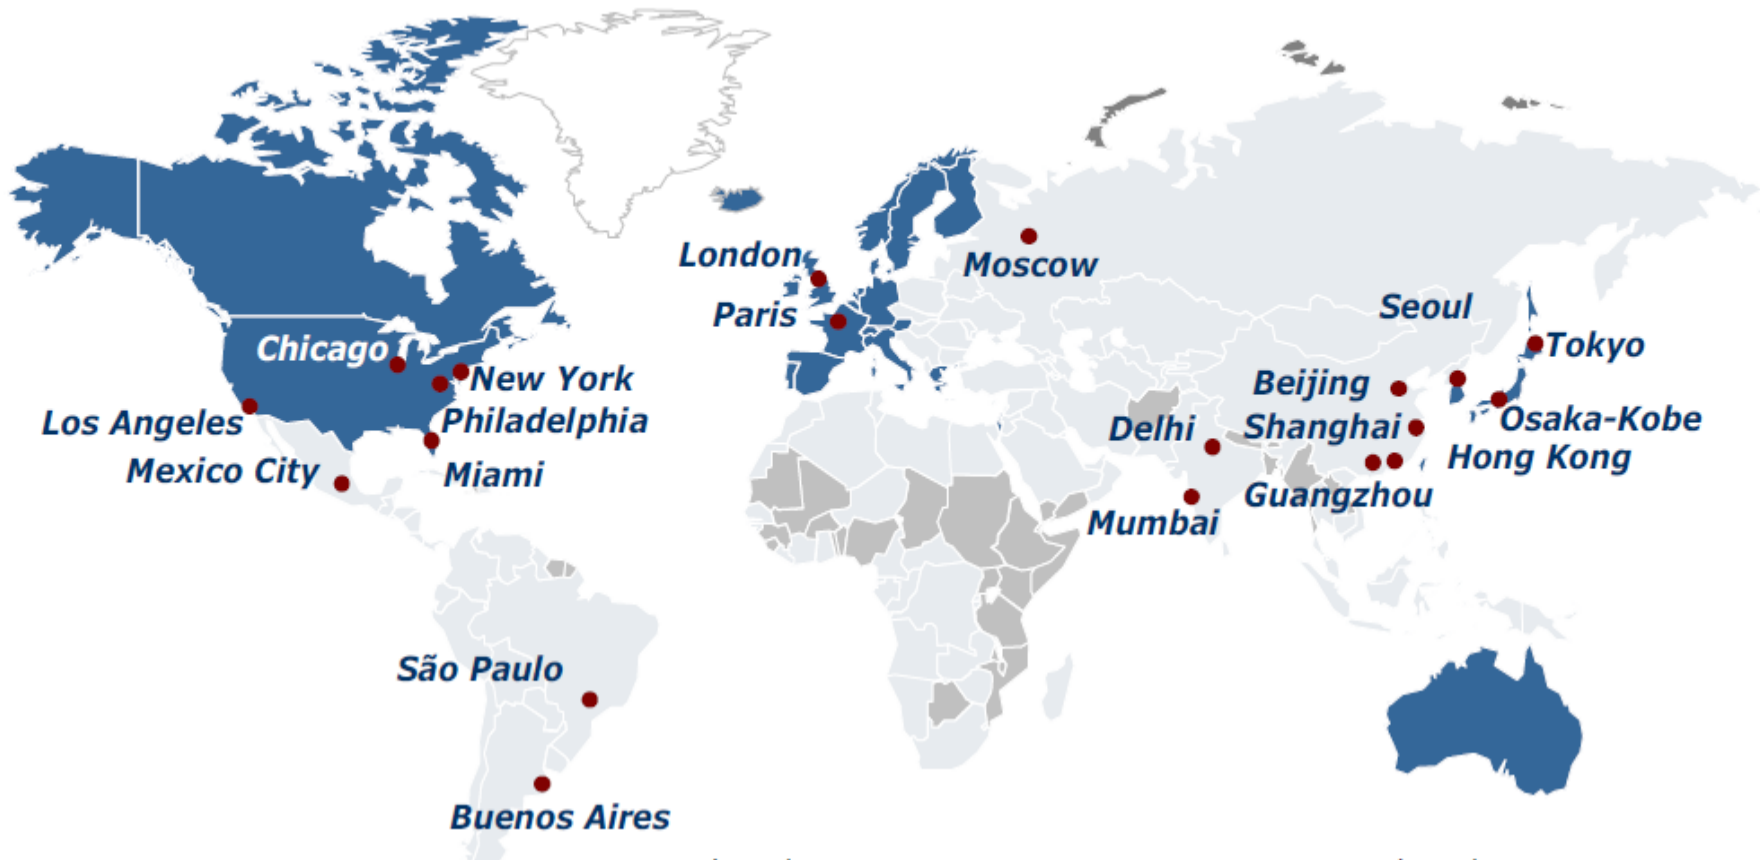 London
Moscow
Paris
Seoul
Chicago
Tokyo
New York
Beijing
Los Angeles
Philadelphia
Delhi
Shanghai
Osaka-Kobe
Mexico City
Miami
Hong Kong
Guangzhou
Mumbai
São Paulo
Buenos Aires